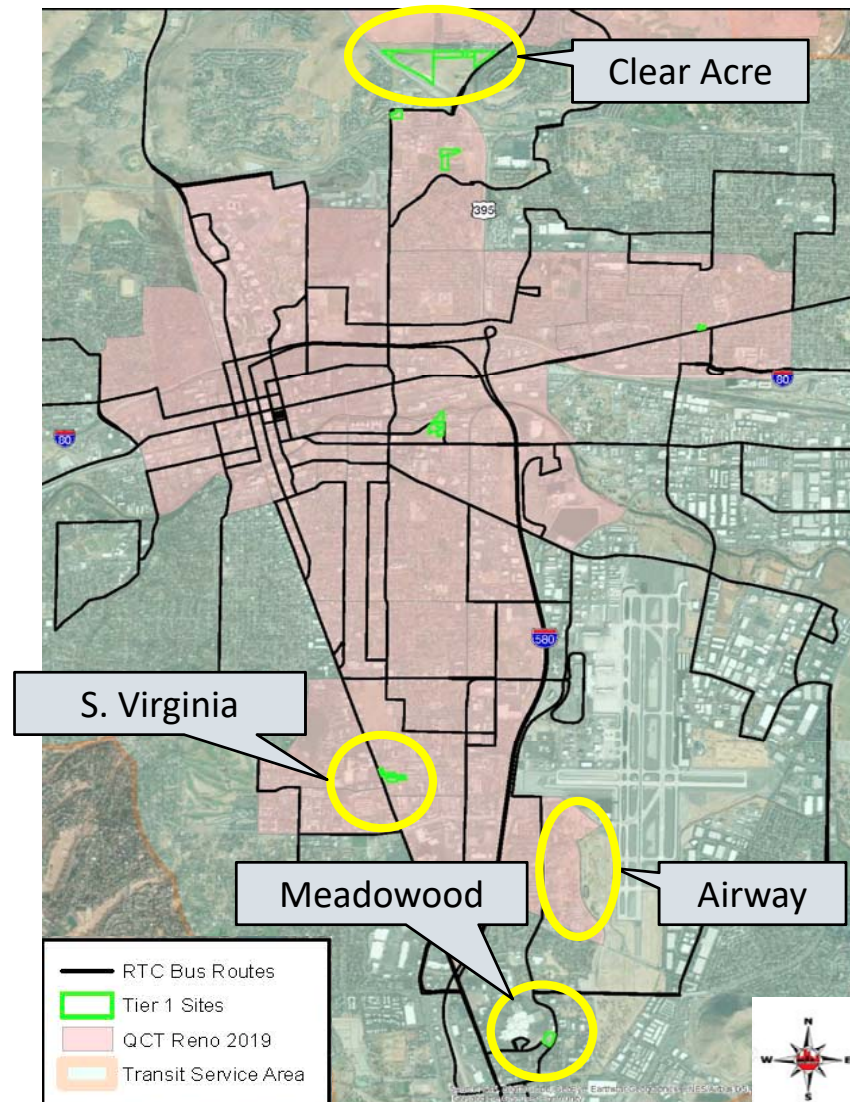 Clear Acre
395
80
80
580
S. Virginia
Meadowood
Airway
RTC Bus Routes
Tier 1 Sites
QCT Reno 2019
Transit Service Area
N
W E
S